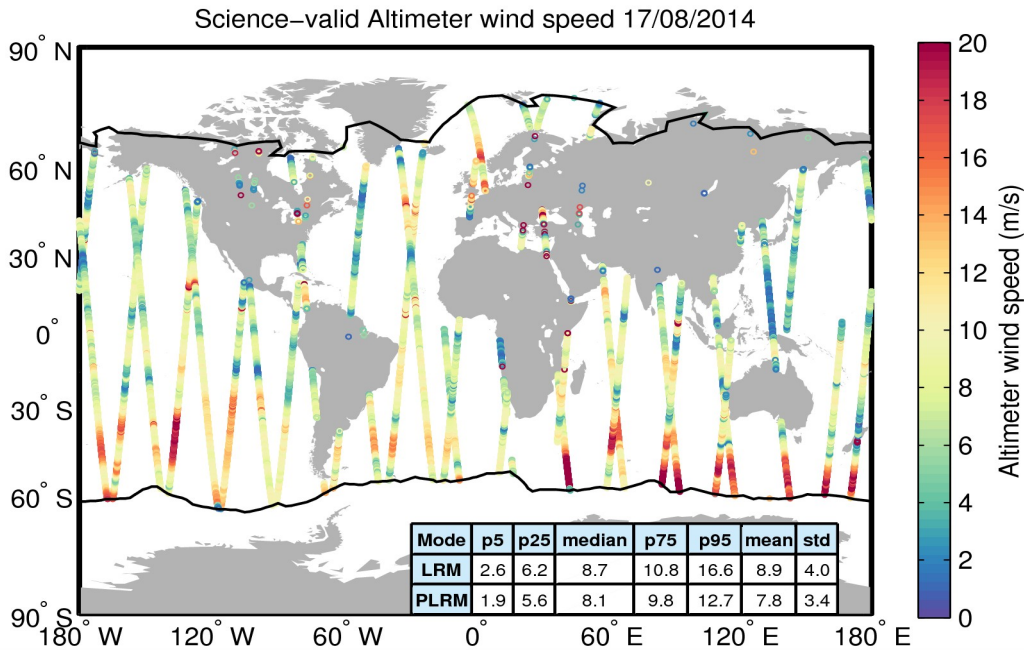 Science−valid Altimeter wind speed 17/08/2014
90° N
60° N
30° N
0°
30° S
60° S
90° S
180° W
120° W
60° W
0°
60° E
120° E
180° E
Mode p5 p25 median p75 p95 mean std
LRM 2.6 6.2 8.7 10.8 16.6 8.9 4.0
PLRM 1.9 5.6 8.1 9.8 12.7 7.8 3.4
20
18
16
14
12
10
8
6
4
2
0
Altimeter wind speed (m/s)